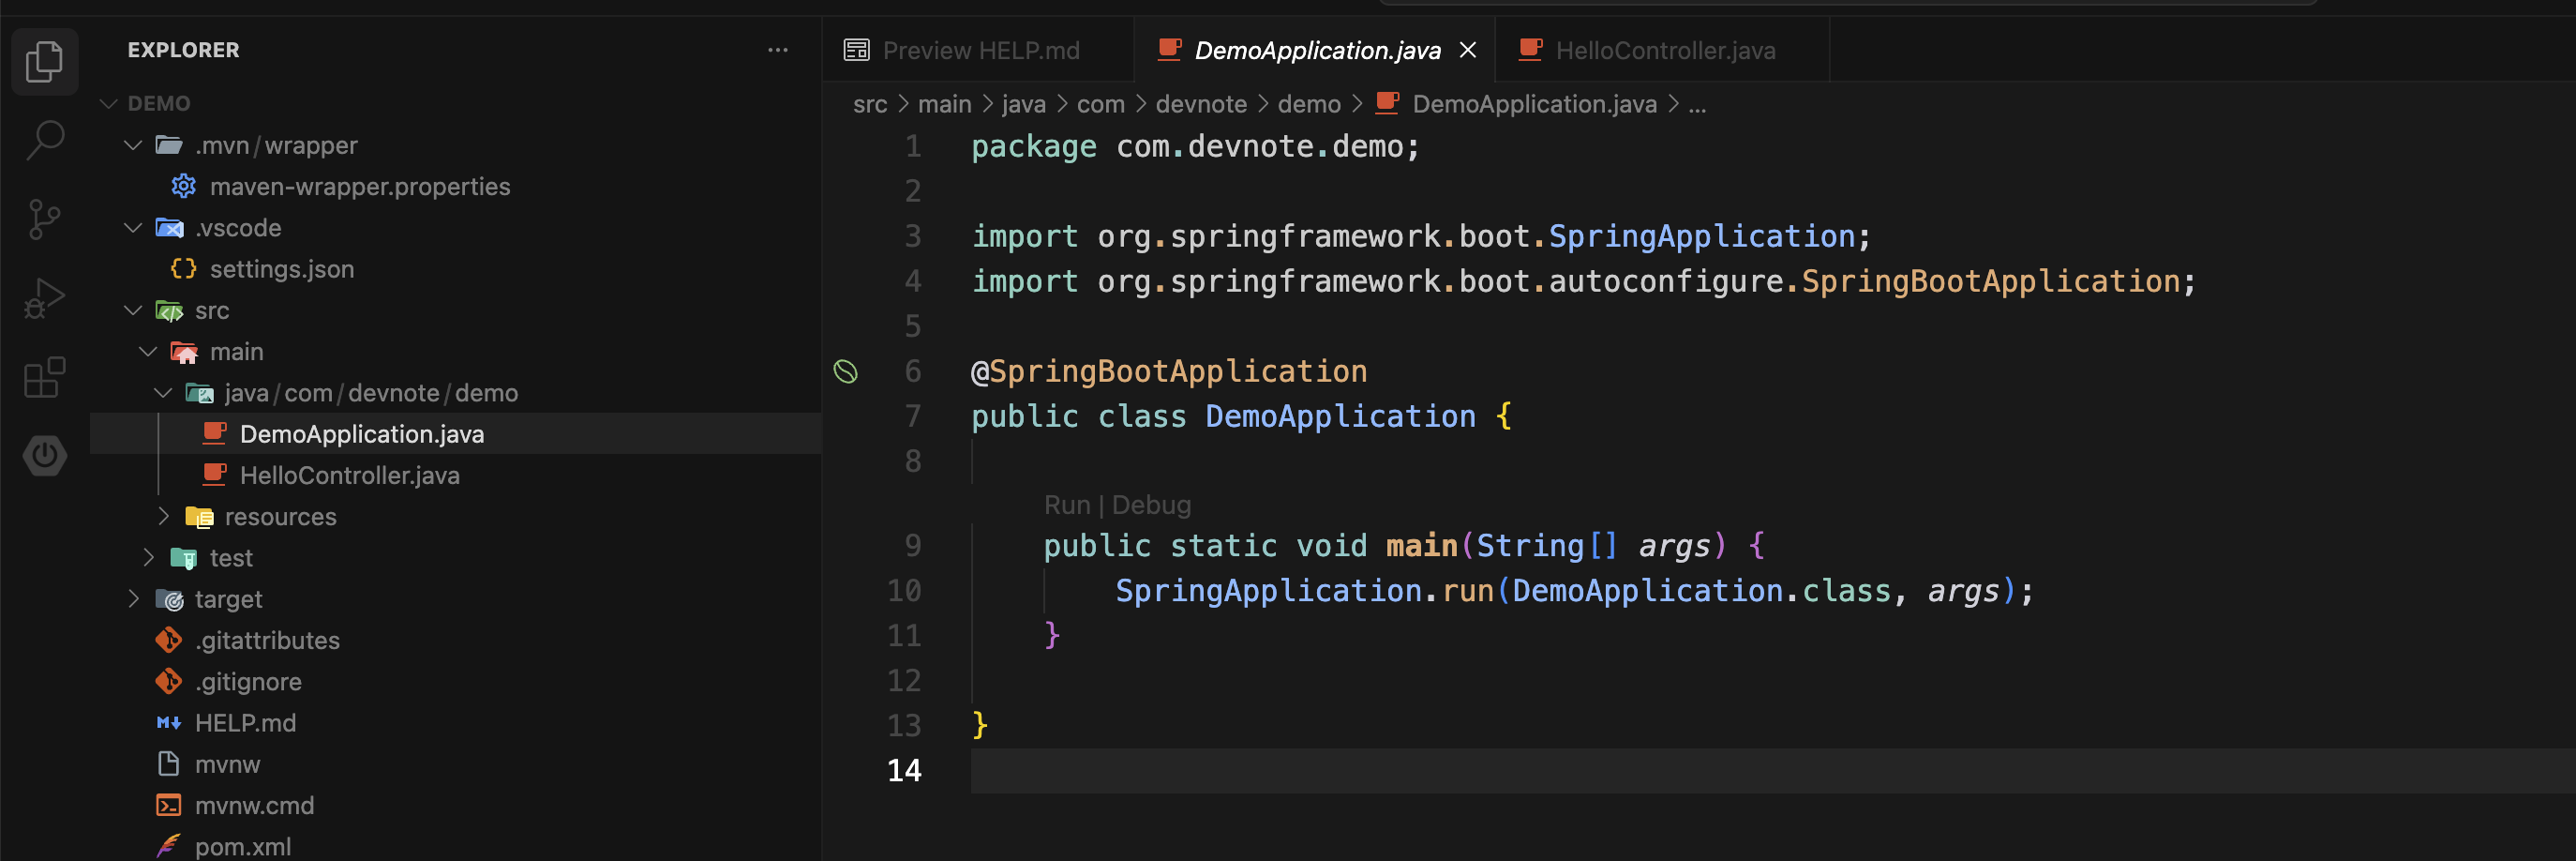 EXPLORER
DEMO
.mvn/wrapper
maven-wrapper.properties
.vscode
settings.json
src
main
java/com/devnote/demo
DemoApplication.java
HelloController.java
resources
test
target
.gitattributes
.gitignore
HELP.md
mvnw
mvnw.cmd
pom.xml
Preview HELP.md
DemoApplication.java
HelloController.java
src > main > java > com > devnote > demo > DemoApplication.java > ...
1 package com.devnote.demo;
2
3 import org.springframework.boot.SpringApplication;
4 import org.springframework.boot.autoconfigure.SpringBootApplication;
5
6 @SpringBootApplication
7 public class DemoApplication {
8
Run | Debug
9 public static void main(String[] args) {
10 SpringApplication.run(DemoApplication.class, args);
11 }
12
13 }
14